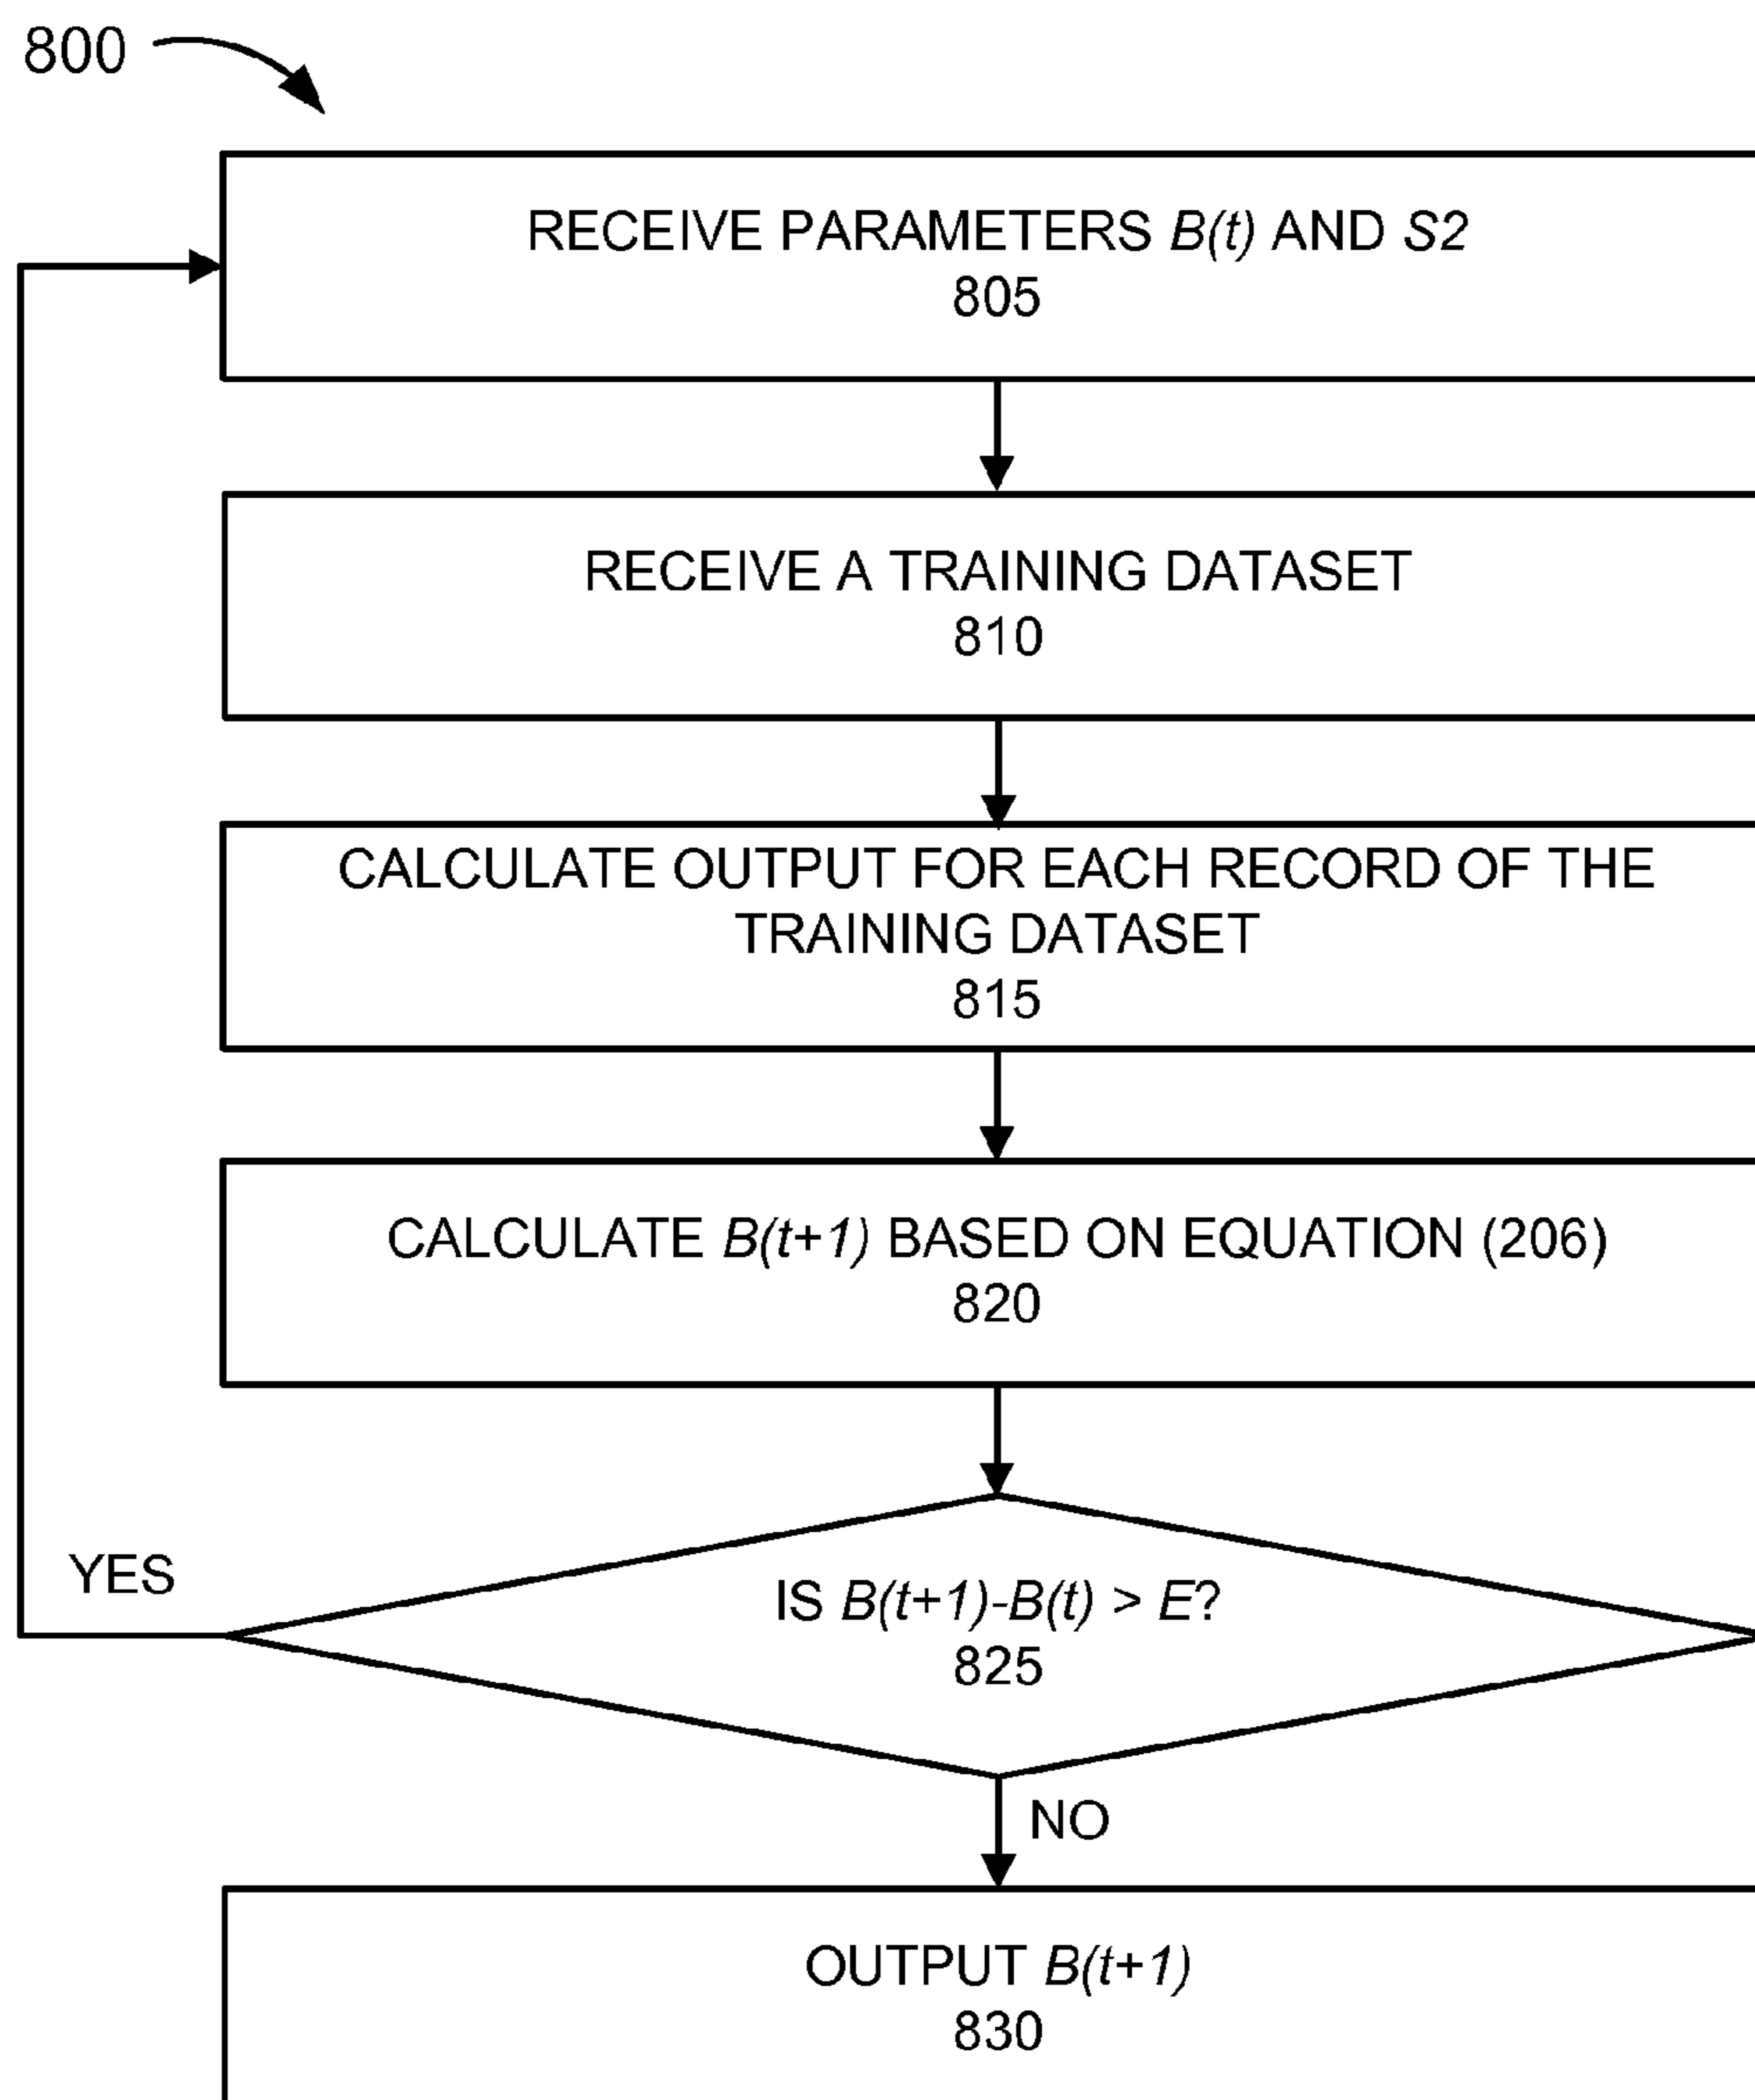 800
RECEIVE PARAMETERS B(t) AND S2
805
RECEIVE A TRAINING DATASET
810
CALCULATE OUTPUT FOR EACH RECORD OF THE
TRAINING DATASET
815
CALCULATE B(t+1) BASED ON EQUATION (206)
820
YES
IS B(t+1)-B(t) > E?
825
NO
OUTPUT B(t+1)
830